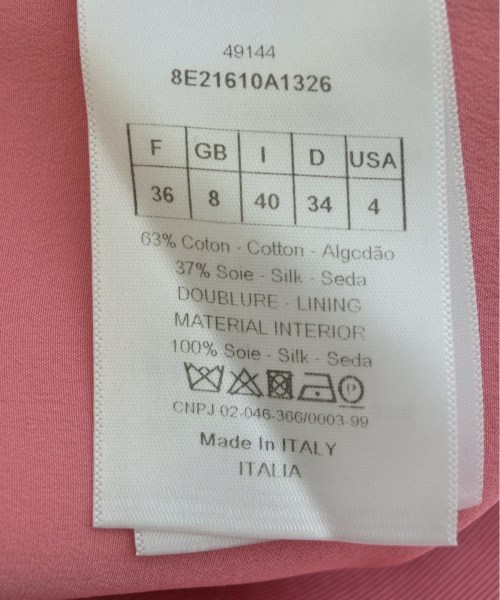 49144
8E21610A1326
F GB I D USA
36 8 40 34 4
63% Coton - Cotton - Algodão
37% Soie - Silk - Seda
DOUBLURE - LINING
MATERIAL INTERIOR
100% Soie - Silk - Seda
P
CNPJ 02-046-366/0003-99
Made In ITALY
ITALIA